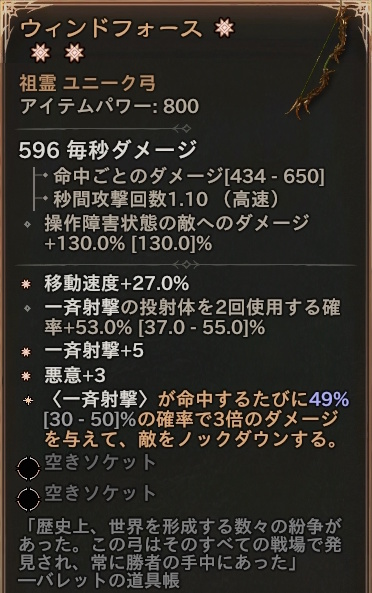 ウィンドフォース
祖霊 ユニーク弓
アイテムパワー: 800
596 毎秒ダメージ
命中ごとのダメージ[434 - 650]
秒間攻撃回数1.10 （高速）
操作障害状態の敵へのダメージ
+130.0% [130.0]%
移動速度+27.0%
一斉射撃の投射体を2回使用する確
率+53.0% [37.0 - 55.0]%
一斉射撃+5
悪意+3
〈一斉射撃〉が命中するたびに49%
[30 - 50]%の確率で3倍のダメージ
を与えて、敵をノックダウンする。
空きソケット
空きソケット
「歴史上、世界を形成する数々の紛争が
あった。この弓はそのすべての戦場で発
見され、常に勝者の手中にあった」
―バレットの道具帳